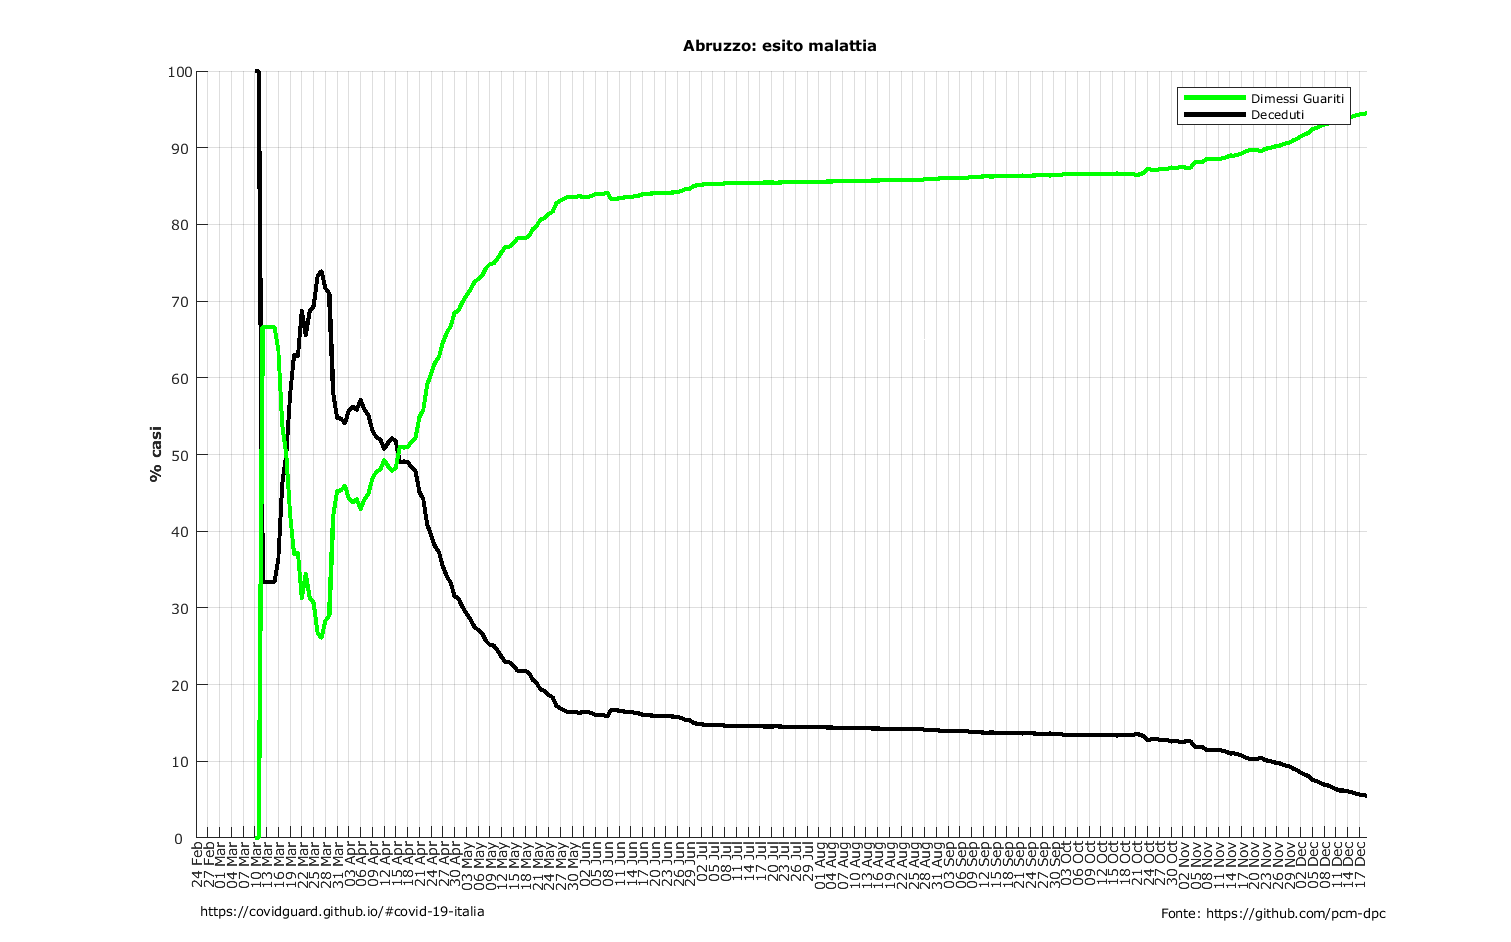 Abruzzo: esito malattia
Dimessi Guariti
Deceduti
100
90
80
70
60
50
40
30
20
10
0
% casi
24 Feb
27 Feb
01 Mar
04 Mar
07 Mar
10 Mar
13 Mar
16 Mar
19 Mar
22 Mar
25 Mar
28 Mar
31 Mar
03 Apr
06 Apr
09 Apr
12 Apr
15 Apr
18 Apr
21 Apr
24 Apr
27 Apr
30 Apr
03 May
06 May
09 May
12 May
15 May
18 May
21 May
24 May
27 May
30 May
02 Jun
05 Jun
08 Jun
11 Jun
14 Jun
17 Jun
20 Jun
23 Jun
26 Jun
29 Jun
02 Jul
05 Jul
08 Jul
11 Jul
14 Jul
17 Jul
20 Jul
23 Jul
26 Jul
29 Jul
01 Aug
04 Aug
07 Aug
10 Aug
13 Aug
16 Aug
19 Aug
22 Aug
25 Aug
28 Aug
31 Aug
03 Sep
06 Sep
09 Sep
12 Sep
15 Sep
18 Sep
21 Sep
24 Sep
27 Sep
30 Sep
03 Oct
06 Oct
09 Oct
12 Oct
15 Oct
18 Oct
21 Oct
24 Oct
27 Oct
30 Oct
02 Nov
05 Nov
08 Nov
11 Nov
14 Nov
17 Nov
20 Nov
23 Nov
26 Nov
29 Nov
02 Dec
05 Dec
08 Dec
11 Dec
14 Dec
17 Dec
https://covidguard.github.io/#covid-19-italia
Fonte: https://github.com/pcm-dpc